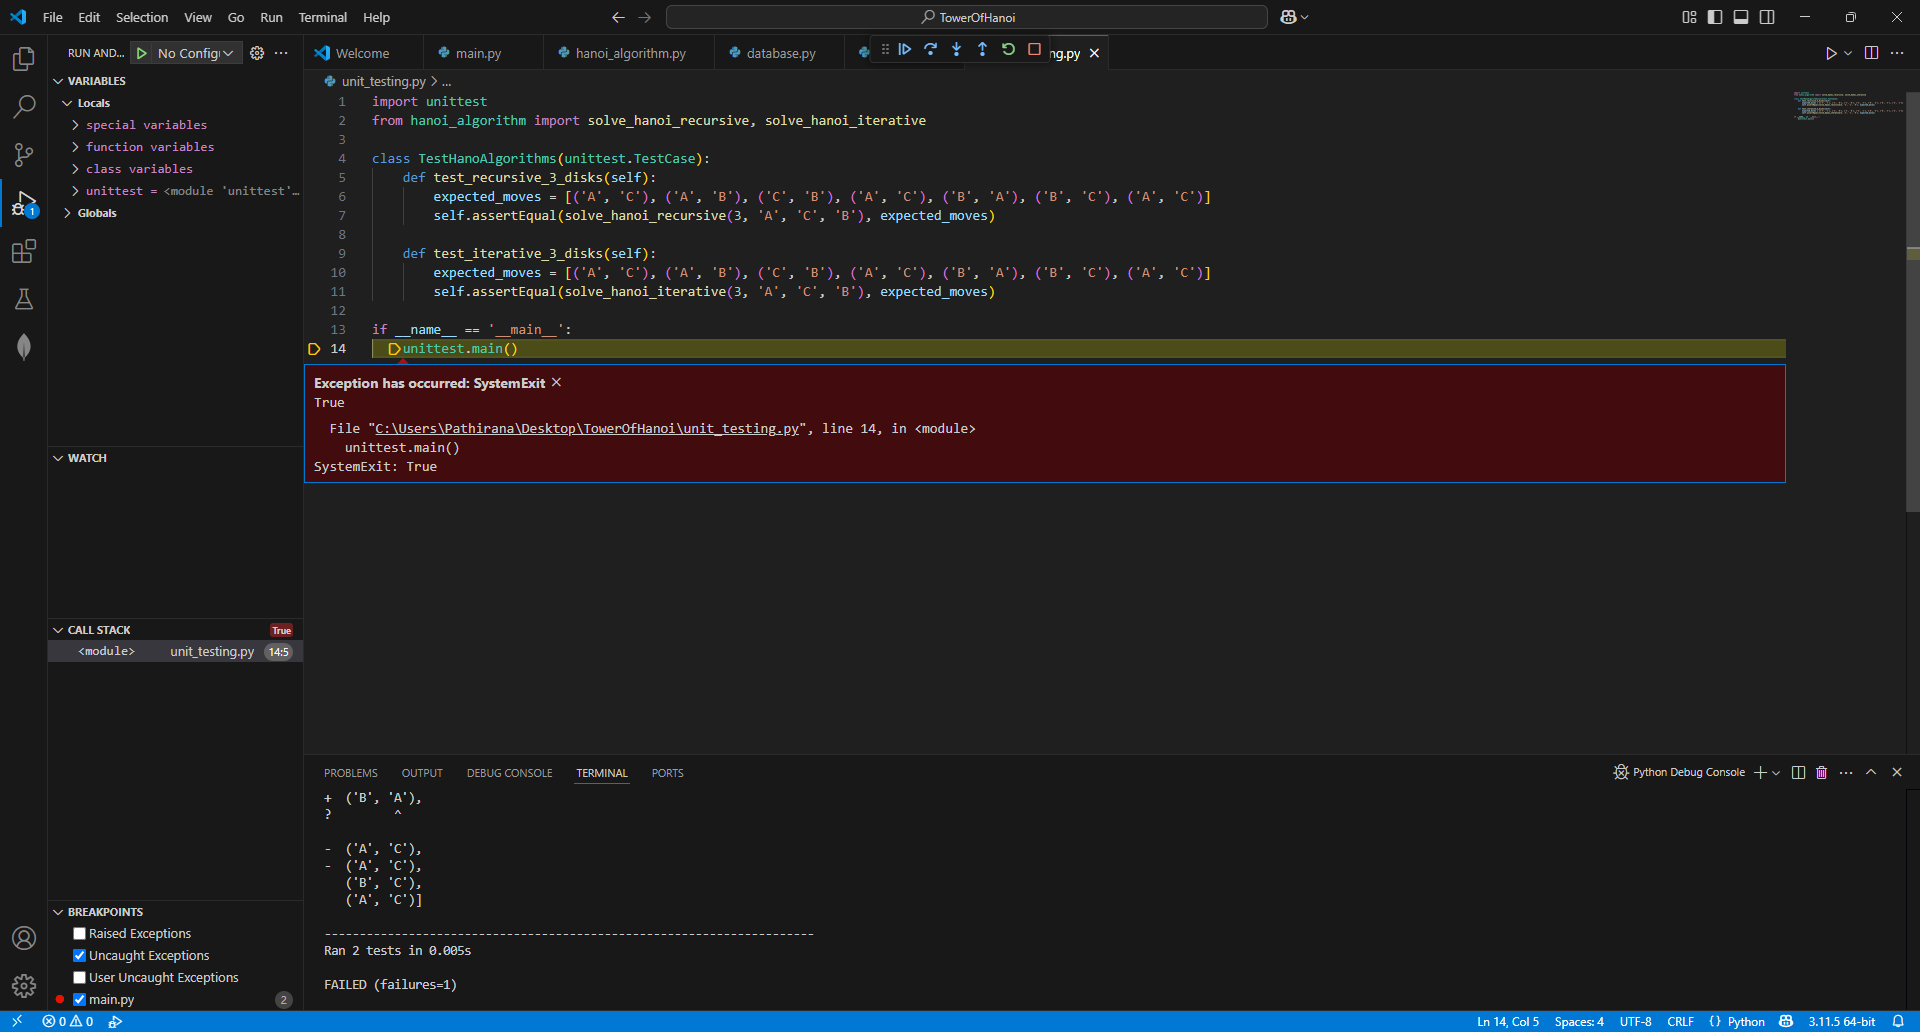 File Edit Selection View Go Run Terminal Help
TowerOfHanoi
RUN AND... No Config
VARIABLES
Locals
special variables
function variables
class variables
unittest = <module 'unittest'...
Globals
WATCH
CALL STACK True
<module> unit_testing.py 14:5
BREAKPOINTS
Raised Exceptions
Uncaught Exceptions
User Uncaught Exceptions
main.py 2
Welcome main.py hanoi_algorithm.py database.py ng.py
unit_testing.py > ...
1 import unittest
2 from hanoi_algorithm import solve_hanoi_recursive, solve_hanoi_iterative
3
4 class TestHanoAlgorithms(unittest.TestCase):
5 def test_recursive_3_disks(self):
6 expected_moves = [('A', 'C'), ('A', 'B'), ('C', 'B'), ('A', 'C'), ('B', 'A'), ('B', 'C'), ('A', 'C')]
7 self.assertEqual(solve_hanoi_recursive(3, 'A', 'C', 'B'), expected_moves)
8
9 def test_iterative_3_disks(self):
10 expected_moves = [('A', 'C'), ('A', 'B'), ('C', 'B'), ('A', 'C'), ('B', 'A'), ('B', 'C'), ('A', 'C')]
11 self.assertEqual(solve_hanoi_iterative(3, 'A', 'C', 'B'), expected_moves)
12
13 if __name__ == '__main__':
14 unittest.main()
Exception has occurred: SystemExit
True
File "C:\Users\Pathirana\Desktop\TowerOfHanoi\unit_testing.py", line 14, in <module>
unittest.main()
SystemExit: True
PROBLEMS OUTPUT DEBUG CONSOLE TERMINAL PORTS
Python Debug Console
+ ('B', 'A'),
? ^
- ('A', 'C'),
- ('A', 'C'),
('B', 'C'),
('A', 'C')]
----------------------------------------------------------------------
Ran 2 tests in 0.005s
FAILED (failures=1)
0 0
Ln 14, Col 5 Spaces: 4 UTF-8 CRLF {} Python 3.11.5 64-bit